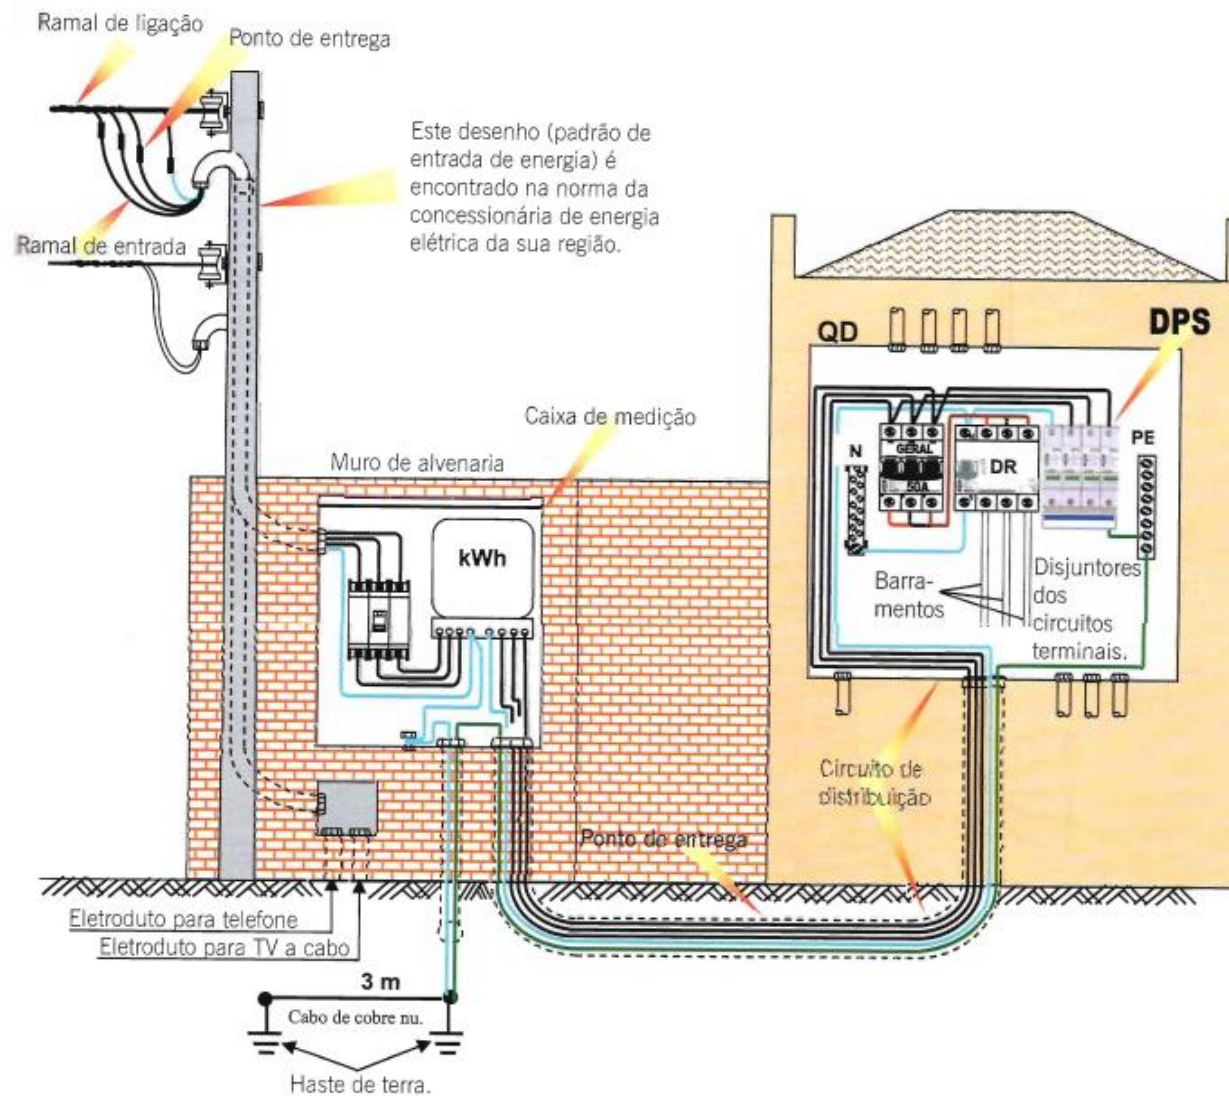 Ramal de ligação
Ponto de entrega
Este desenho (padrão de
entrada de energia) é
encontrado na norma da
concessionária de energia
elétrica da sua região.
Ramal de entrada
QD
DPS
Caixa de medição
Muro de alvenaria
kWh
N
GERAL
50A
DR
PE
Barra-
mentos
Disjuntores
dos
circuitos
terminais.
Circuito de
distribuição
Ponto de entrega
Eletroduto para telefone
Eletroduto para TV a cabo
3 m
Cabo de cobre nu.
Haste de terra.